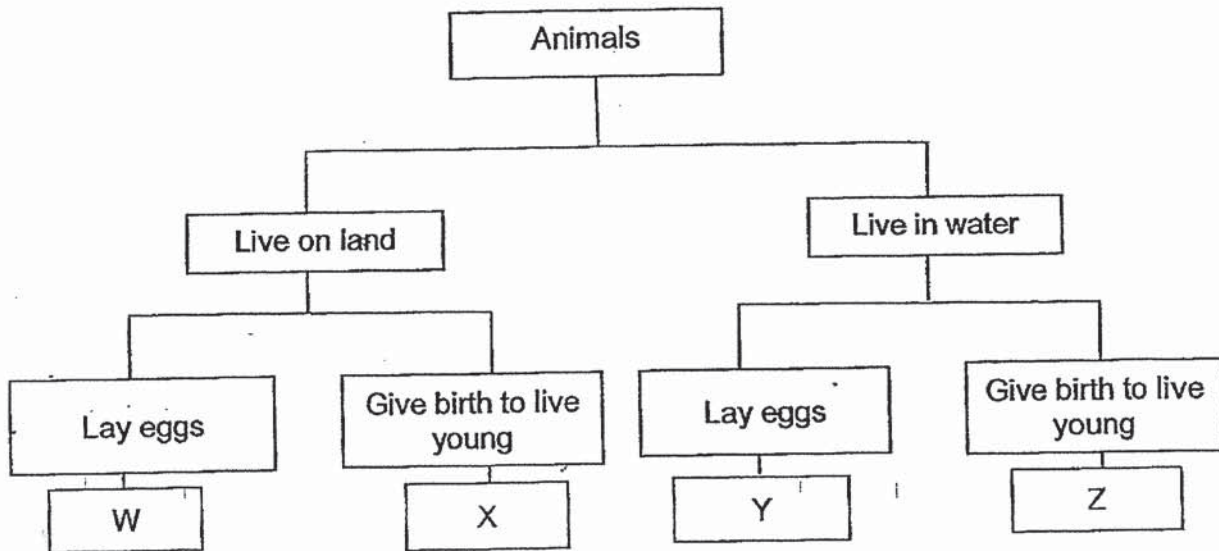 Animals
Live on land
Live in water
Lay eggs
Give birth to live
young
Lay eggs
Give birth to live
young
W
X
Y
Z